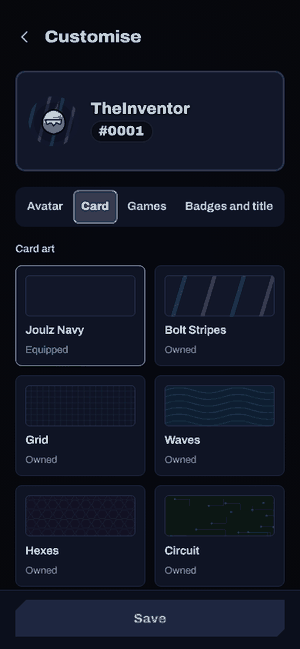 Customise
TheInventor
#0001
Avatar
Card
Games
Badges and title
Card art
Joulz Navy
Equipped
Bolt Stripes
Owned
Grid
Owned
Waves
Owned
Hexes
Owned
Circuit
Owned
Save